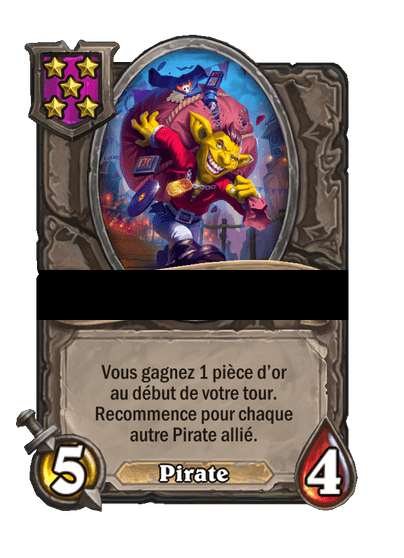 Vous gagnez 1 pièce d'or
au début de votre tour.
Recommence pour chaque
autre Pirate allié.
5
Pirate
4